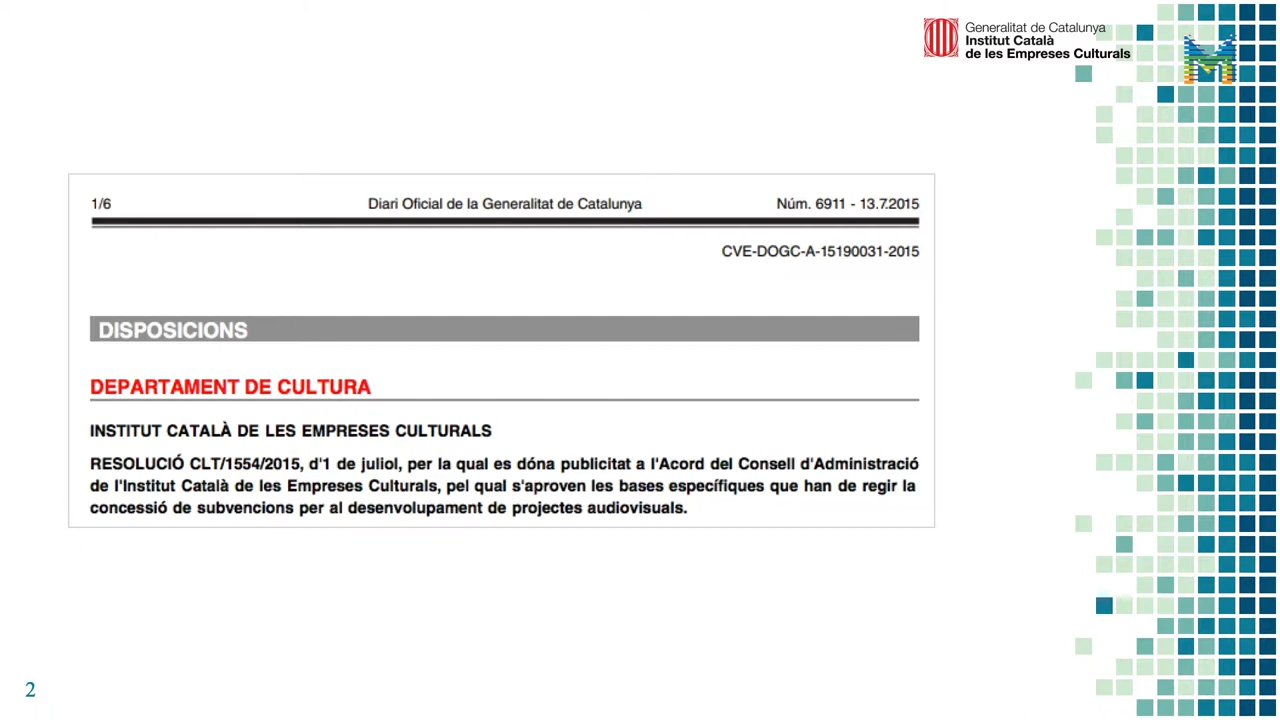 Generalitat de Catalunya
Institut Català
de les Empreses Culturals
1/6 Diari Oficial de la Generalitat de Catalunya Núm. 6911 - 13.7.2015
CVE-DOGC-A-15190031-2015
DISPOSICIONS
DEPARTAMENT DE CULTURA
INSTITUT CATALÀ DE LES EMPRESES CULTURALS
RESOLUCIÓ CLT/1554/2015, d'1 de juliol, per la qual es dóna publicitat a l'Acord del Consell d'Administració
de l'Institut Català de les Empreses Culturals, pel qual s'aproven les bases específiques que han de regir la
concessió de subvencions per al desenvolupament de projectes audiovisuals.
2